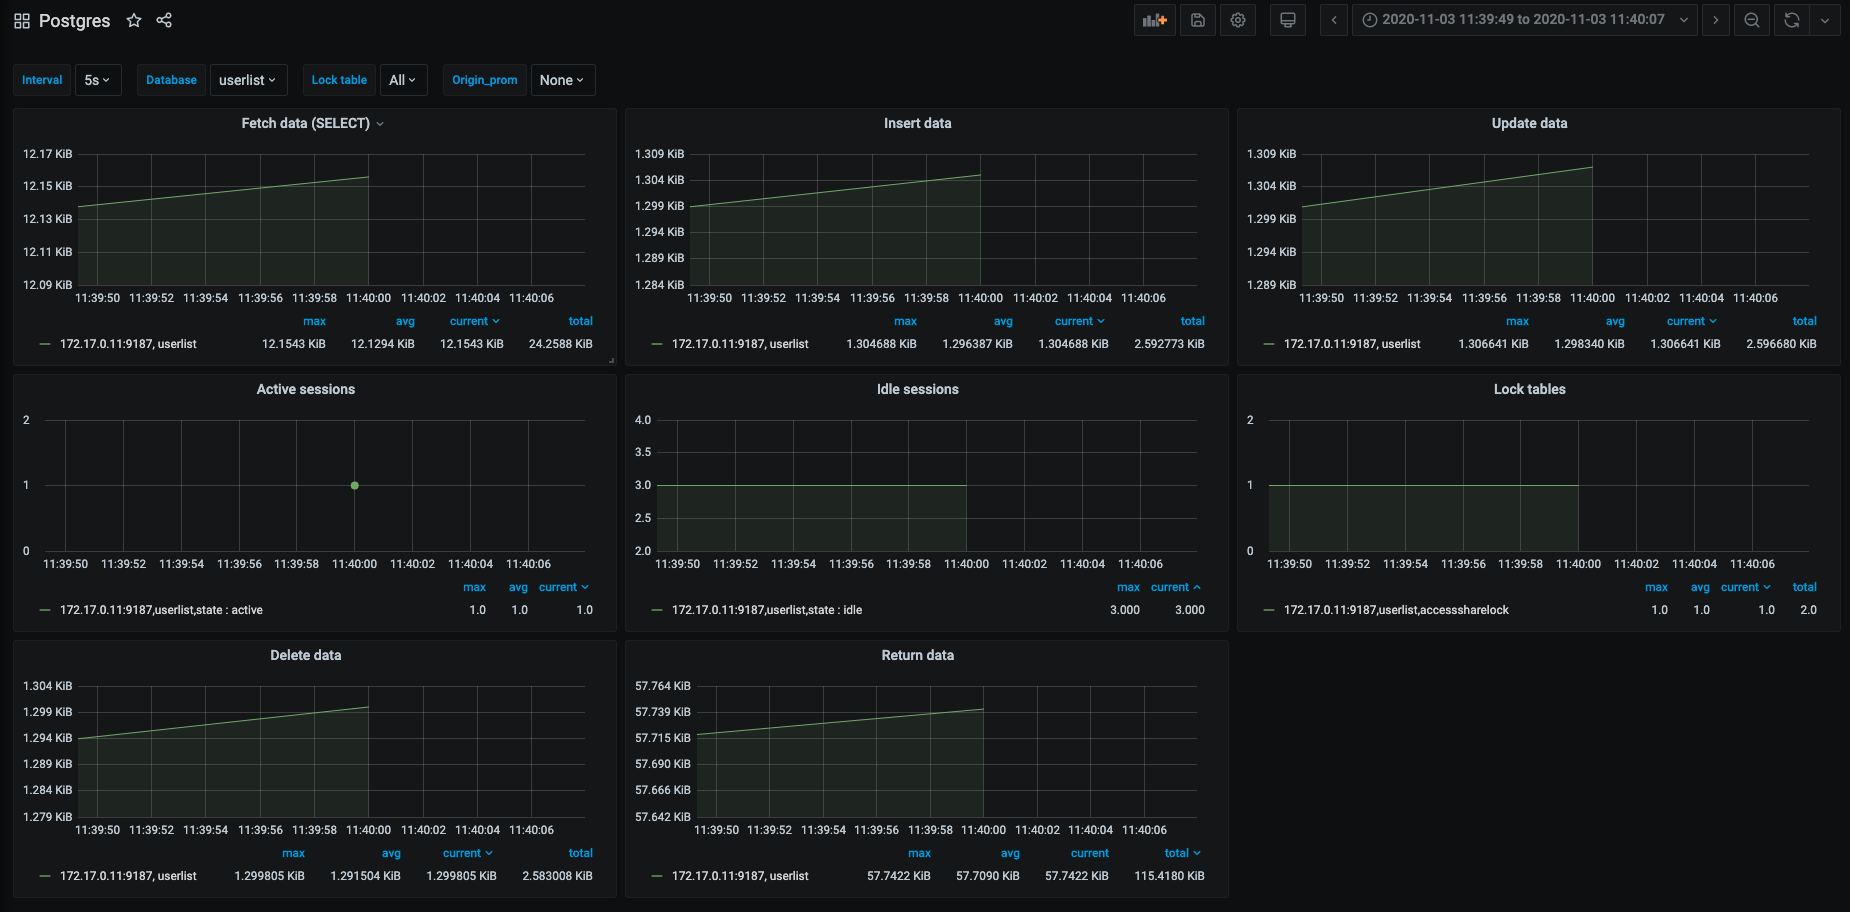 Postgres
2020-11-03 11:39:49 to 2020-11-03 11:40:07
Interval 5s Database userlist Lock table All Origin_prom None
Fetch data (SELECT)
12.17 KiB
12.15 KiB
12.13 KiB
12.11 KiB
12.09 KiB
11:39:50 11:39:52 11:39:54 11:39:56 11:39:58 11:40:00 11:40:02 11:40:04 11:40:06
max avg current total
172.17.0.11:9187, userlist 12.1543 KiB 12.1294 KiB 12.1543 KiB 24.2588 KiB
Insert data
1.309 KiB
1.304 KiB
1.299 KiB
1.294 KiB
1.289 KiB
1.284 KiB
11:39:50 11:39:52 11:39:54 11:39:56 11:39:58 11:40:00 11:40:02 11:40:04 11:40:06
max avg current total
172.17.0.11:9187, userlist 1.304688 KiB 1.296387 KiB 1.304688 KiB 2.592773 KiB
Update data
1.309 KiB
1.304 KiB
1.299 KiB
1.294 KiB
1.289 KiB
11:39:50 11:39:52 11:39:54 11:39:56 11:39:58 11:40:00 11:40:02 11:40:04 11:40:06
max avg current total
172.17.0.11:9187, userlist 1.306641 KiB 1.298340 KiB 1.306641 KiB 2.596680 KiB
Active sessions
2
1
0
11:39:50 11:39:52 11:39:54 11:39:56 11:39:58 11:40:00 11:40:02 11:40:04 11:40:06
max avg current
172.17.0.11:9187,userlist,state : active 1.0 1.0 1.0
Idle sessions
4.0
3.5
3.0
2.5
2.0
11:39:50 11:39:52 11:39:54 11:39:56 11:39:58 11:40:00 11:40:02 11:40:04 11:40:06
max current
172.17.0.11:9187,userlist,state : idle 3.000 3.000
Lock tables
2
1
0
11:39:50 11:39:52 11:39:54 11:39:56 11:39:58 11:40:00 11:40:02 11:40:04 11:40:06
max avg current total
172.17.0.11:9187,userlist,accesssharelock 1.0 1.0 1.0 2.0
Delete data
1.304 KiB
1.299 KiB
1.294 KiB
1.289 KiB
1.284 KiB
1.279 KiB
11:39:50 11:39:52 11:39:54 11:39:56 11:39:58 11:40:00 11:40:02 11:40:04 11:40:06
max avg current total
172.17.0.11:9187, userlist 1.299805 KiB 1.291504 KiB 1.299805 KiB 2.583008 KiB
Return data
57.764 KiB
57.739 KiB
57.715 KiB
57.690 KiB
57.666 KiB
57.642 KiB
11:39:50 11:39:52 11:39:54 11:39:56 11:39:58 11:40:00 11:40:02 11:40:04 11:40:06
max avg current total
172.17.0.11:9187, userlist 57.7422 KiB 57.7090 KiB 57.7422 KiB 115.4180 KiB